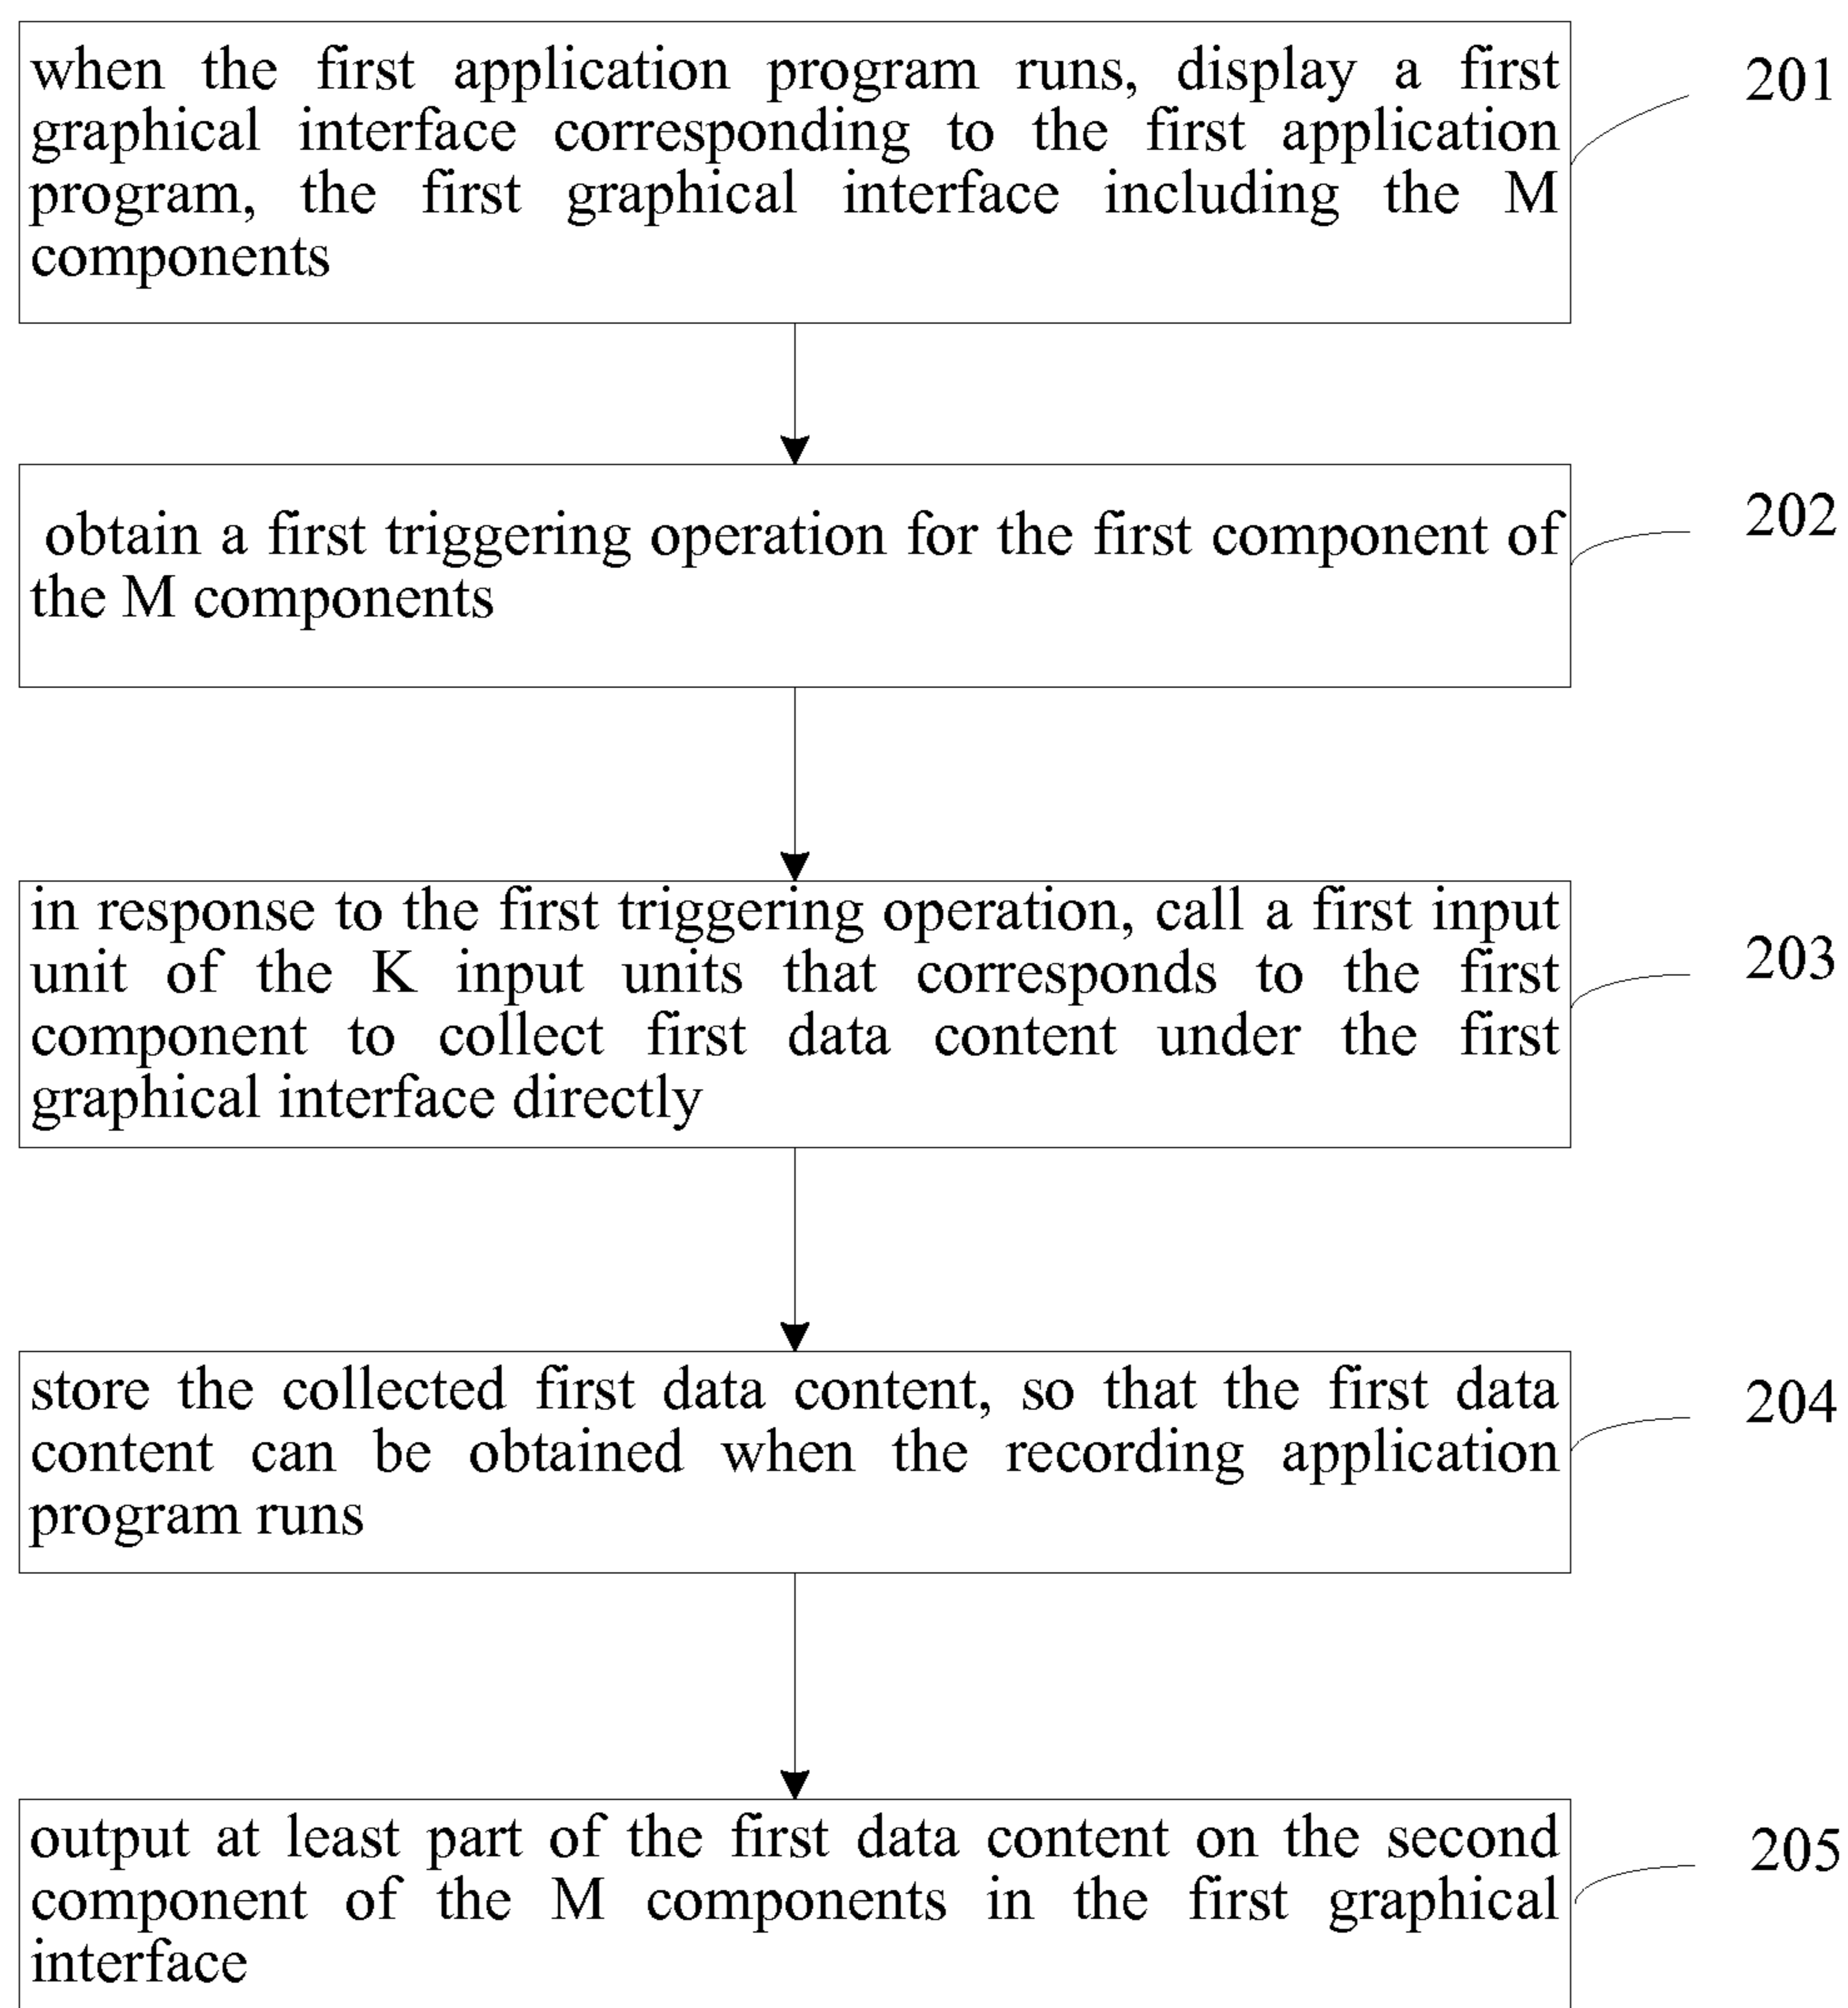 when the first application program runs, display a first
201
graphical interface corresponding to the first application
program, the first graphical interface including the M
components
202
obtain a first triggering operation for the first component of
the M components
in response to the first triggering operation, call a first input
203
unit of the K input units that corresponds to the first
component to collect first data content under the first
graphical interface directly
store the collected first data content, so that the first data
204
content can be obtained when the recording application
program runs
output at least part of the first data content on the second
205
component of the M components in the first graphical
interface